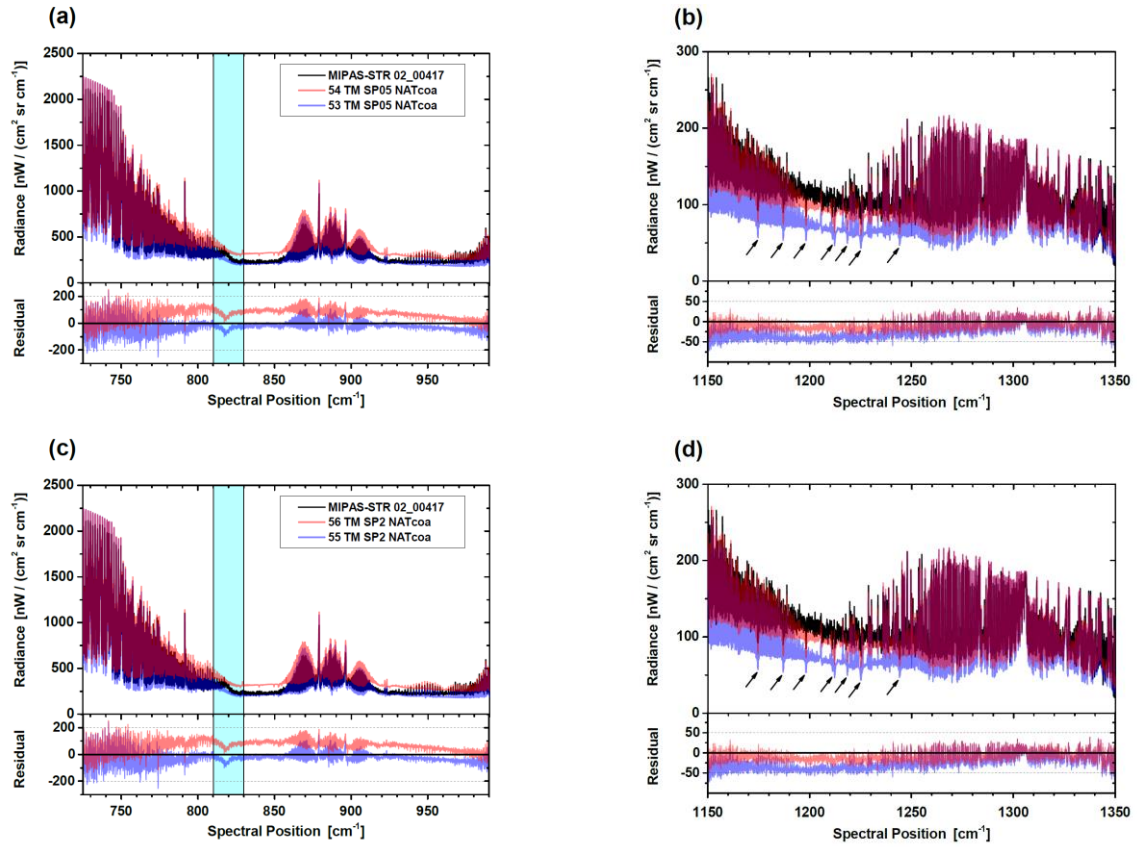 (a)
2500
2000
1500
1000
500
0
Radiance [nW / (cm² sr cm⁻¹)]
MIPAS-STR 02_00417
54 TM SP05 NATcoa
53 TM SP05 NATcoa
200
0
-200
Residual
750 800 850 900 950
Spectral Position [cm⁻¹]
(b)
300
200
100
0
Radiance [nW / (cm² sr cm⁻¹)]
50
0
-50
Residual
1150 1200 1250 1300 1350
Spectral Position [cm⁻¹]
(c)
2500
2000
1500
1000
500
0
Radiance [nW / (cm² sr cm⁻¹)]
MIPAS-STR 02_00417
56 TM SP2 NATcoa
55 TM SP2 NATcoa
200
0
-200
Residual
750 800 850 900 950
Spectral Position [cm⁻¹]
(d)
300
200
100
0
Radiance [nW / (cm² sr cm⁻¹)]
50
0
-50
Residual
1150 1200 1250 1300 1350
Spectral Position [cm⁻¹]